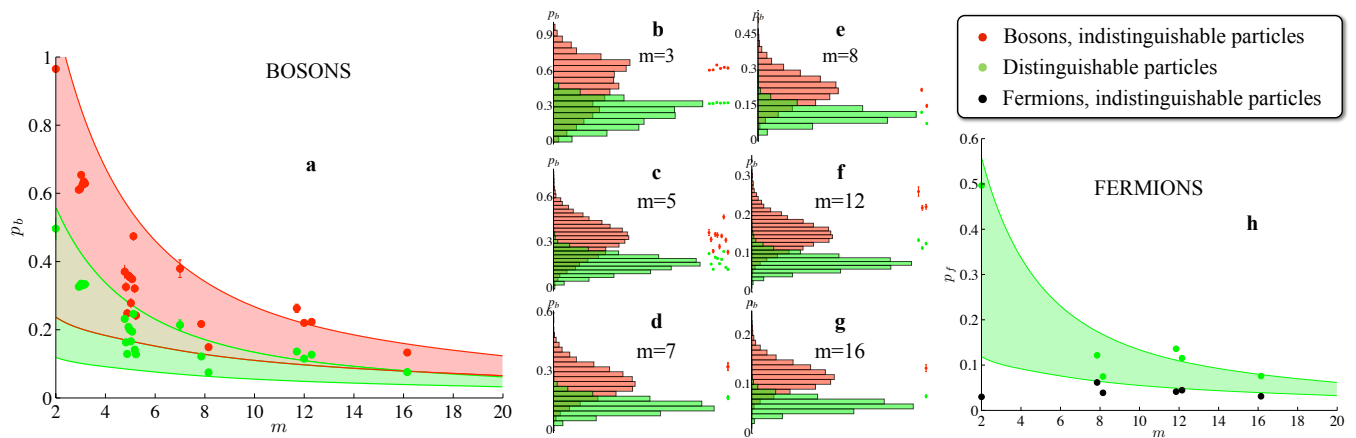 BOSONS
a
p_b
1
0.8
0.6
0.4
0.2
0
2 4 6 8 10 12 14 16 18 20
m
p_b
b
m=3
0.9
0.6
0.3
0
p_b
c
m=5
0.6
0.3
0
d
m=7
0.6
0.3
0
p_b
e
m=8
0.45
0.3
0.15
0
p_b
f
m=12
0.3
0.2
0.1
0
p_b
g
m=16
0.2
0.1
0
Bosons, indistinguishable particles
Distinguishable particles
Fermions, indistinguishable particles
FERMIONS
h
p_f
0.6
0.5
0.4
0.3
0.2
0.1
0
2 4 6 8 10 12 14 16 18 20
m